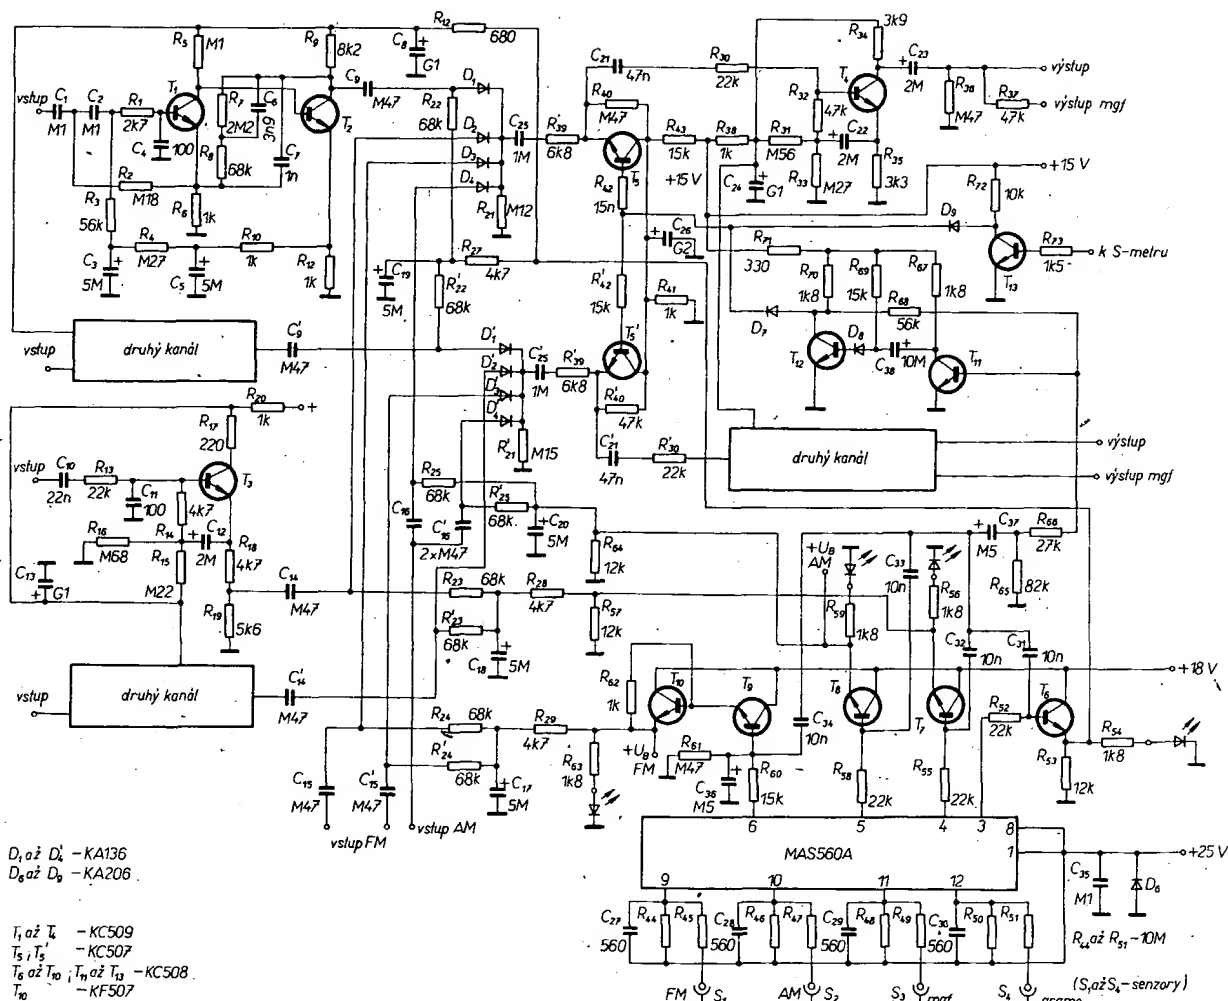 R5
M1
R9
8k2
C8
+
G1
R12
680
C21
47n
R30
22k
3k9
R34
C23
+
2M
výstup
R36
M47
R37
47k
výstup mgf
vstup
C1
M1
C2
M1
R1
2k7
T1
C4
100
R7
2M2
C6
3n9
R8
68k
C7
1n
T2
C9
M47
R22
68k
D1
D2
D3
D4
C25
1M
R'39
6k8
R40
M47
T5
R43
15k
R38
1k
R31
M56
R32
47k
T4
C22
2M
+
R35
3k3
R33
M27
C24
+
G1
+15V
+15 V
R2
M18
R3
56k
R6
1k
R4
M27
R10
1k
R12
1k
C3
+
5M
C5
+
5M
R21
M12
R42
15n
C26
+
G2
R27
4k7
C19
+
5M
R'22
68k
R'42
15k
R41
1k
T5'
R71
330
R70
1k8
R69
15k
R67
1k8
R68
56k
D9
R72
10k
T13
R73
1k5
k S-metru
D7
D8
T12
C38
+
10M
T11
vstup
druhý kanál
C'9
M47
D'1
D'2
D'3
D'4
C'25
1M
R'39
6k8
R'40
47k
R'21
M15
C'21
47n
R'30
22k
druhý kanál
výstup
výstup mgf
R20
1k
+
R17
220
vstup
C10
22n
R13
22k
C11
100
T3
4k7
R14
C12
+
2M
R16
M68
R15
M22
R18
4k7
R19
5k6
C13
+
G1
C14
M47
R25
68k
R'25
68k
C16
C'16
2xM47
C20
+
5M
R64
12k
R23
68k
R28
4k7
R'23
68k
C18
+
5M
R57
12k
+UB
AM
R59
1k8
C33
10n
R56
1k8
C32
10n
C31
10n
C37
+
M5
R66
27k
R65
82k
vstup
druhý kanál
C'14
M47
R24
68k
R29
4k7
R'24
68k
C17
+
5M
C15
M47
C'15
M47
vstup FM
vstup AM
R62
1k
T10
T9
T8
T7
T6
R63
1k8
+UB
FM
R61
M47
C36
+
M5
R60
15k
C34
10n
R58
22k
R55
22k
R52
22k
R53
12k
R54
1k8
+18 V
6
5
4
3
8
1
MAS560A
9
10
11
12
+25 V
C35
M1
D6
C27
560
R44
R45
C28
560
R46
R47
C29
560
R48
R49
C30
560
R50
R51
R44 až R51 – 10M
FM
S1
AM
S2
S3
mgf
S4
gramo
(S1 až S4 – senzory)
D1 až D'4 – KA136
D6 až D9 – KA206
T1 až T4 – KC509
T5, T5' – KC507
T6 až T10, T11 až T13 – KC508
T10 – KF507